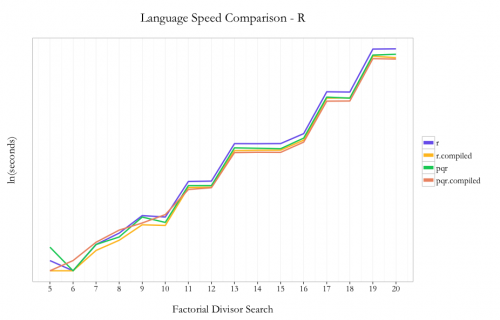 Language Speed Comparison - R
ln(seconds)
r
r.compiled
pqr
pqr.compiled
5 6 7 8 9 10 11 12 13 14 15 16 17 18 19 20
Factorial Divisor Search